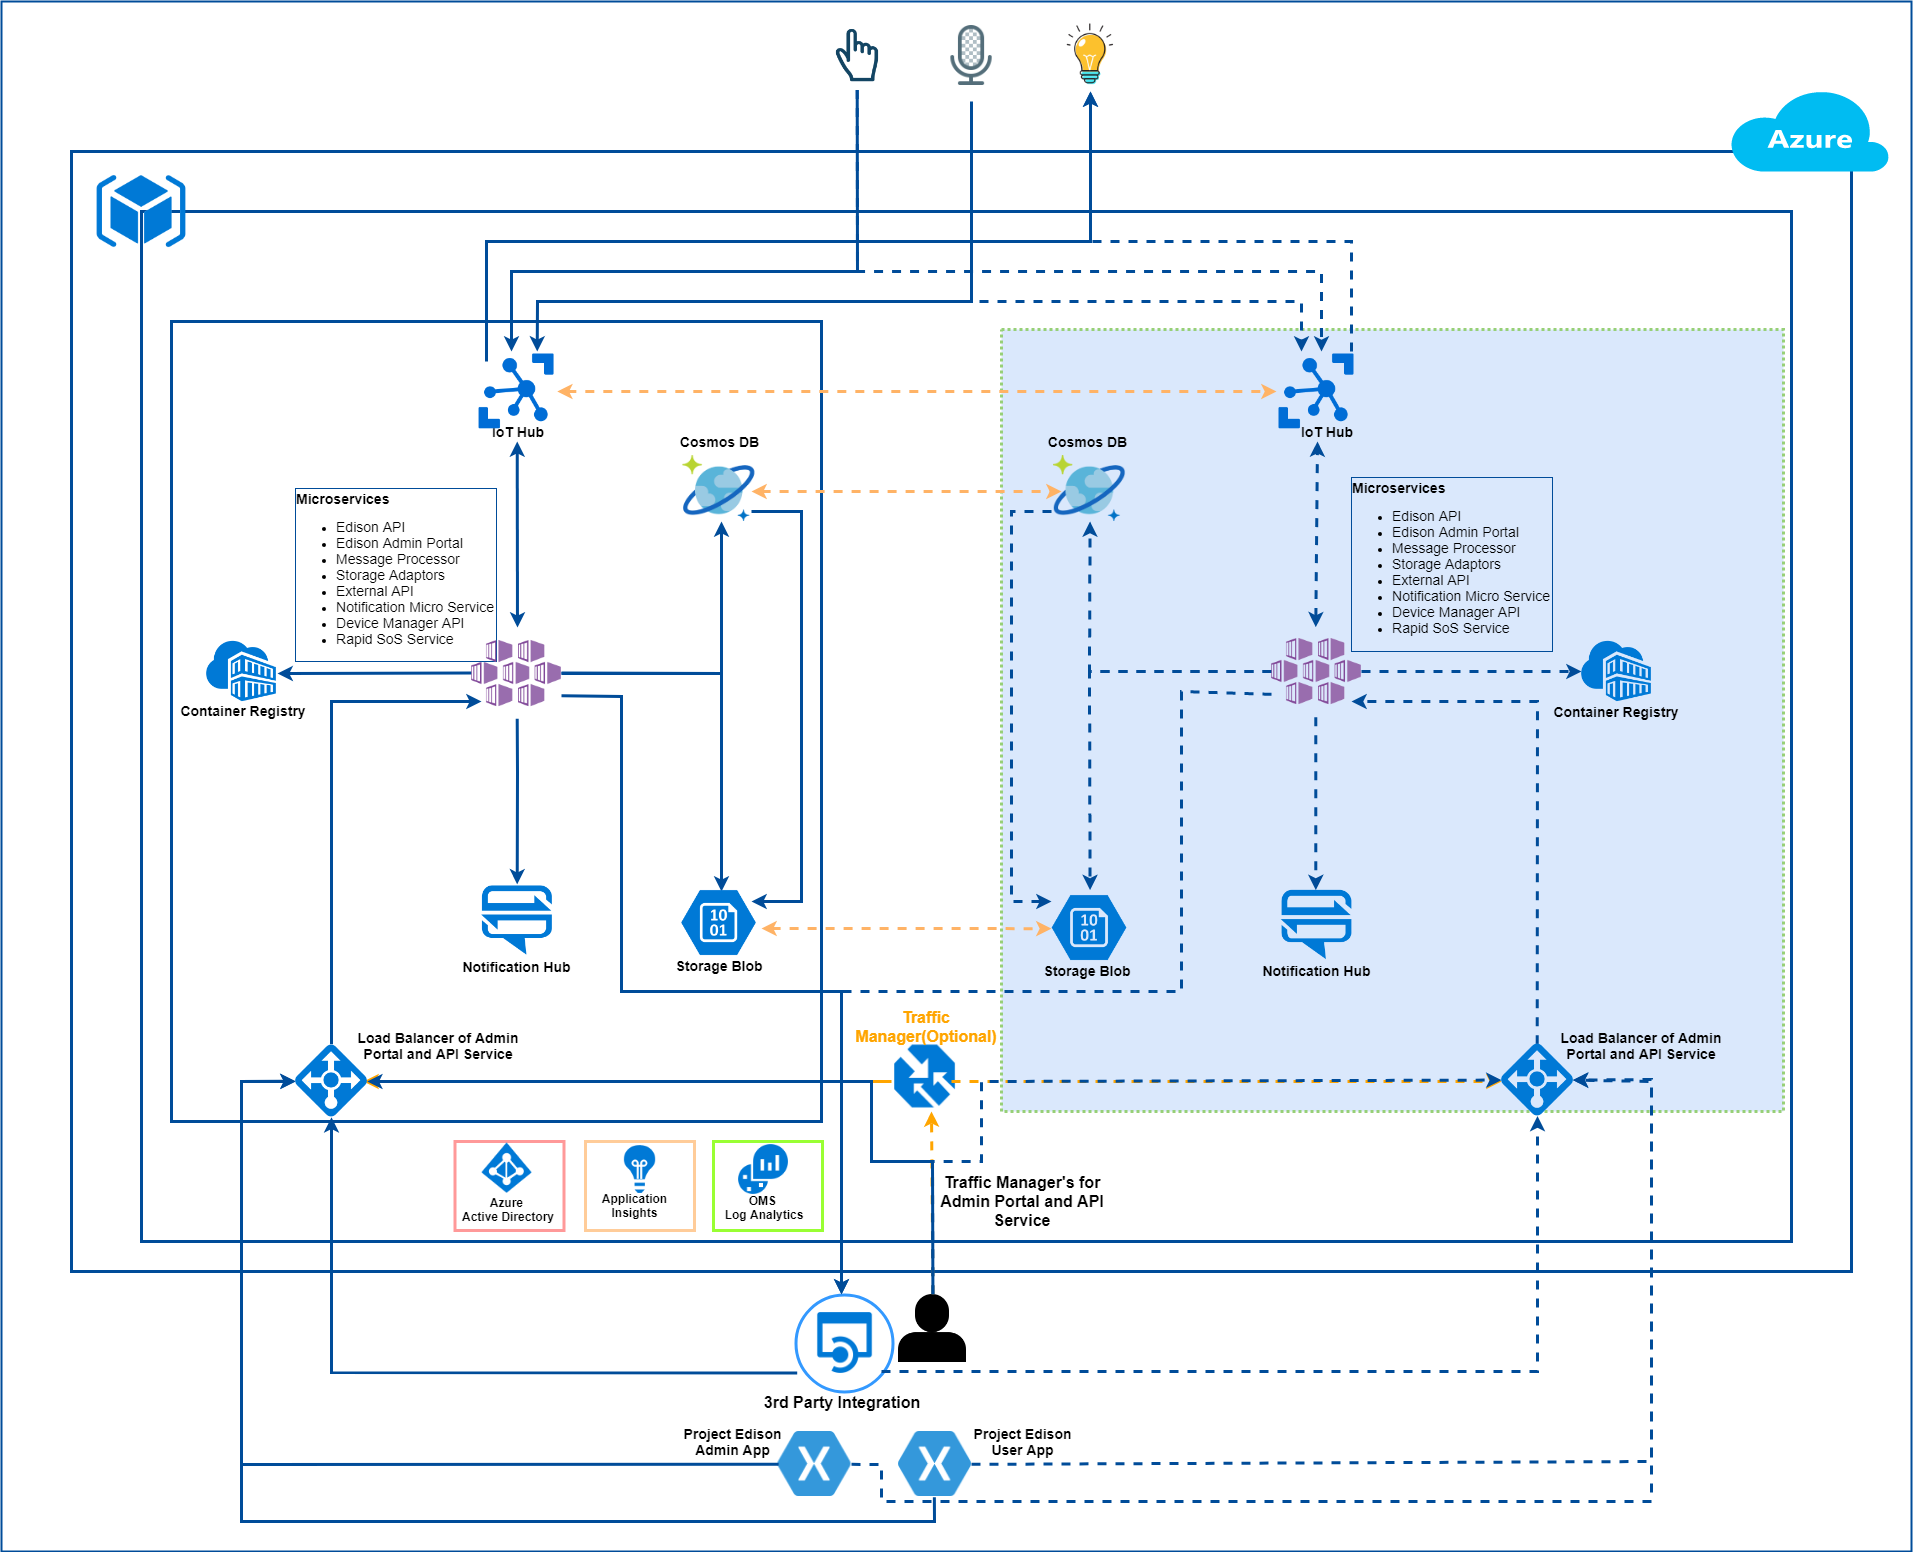 Azure
IoT Hub
IoT Hub
Cosmos DB
Cosmos DB
Microservices
Edison API
Edison Admin Portal
Message Processor
Storage Adaptors
External API
Notification Micro Service
Device Manager API
Rapid SoS Service
Microservices
Edison API
Edison Admin Portal
Message Processor
Storage Adaptors
External API
Notification Micro Service
Device Manager API
Rapid SoS Service
Container Registry
Container Registry
10
01
10
01
Notification Hub
Storage Blob
Storage Blob
Notification Hub
Traffic
Manager(Optional)
Load Balancer of Admin
Portal and API Service
Load Balancer of Admin
Portal and API Service
Azure
Active Directory
Application
Insights
OMS
Log Analytics
Traffic Manager's for
Admin Portal and API
Service
3rd Party Integration
Project Edison
Admin App
Project Edison
User App